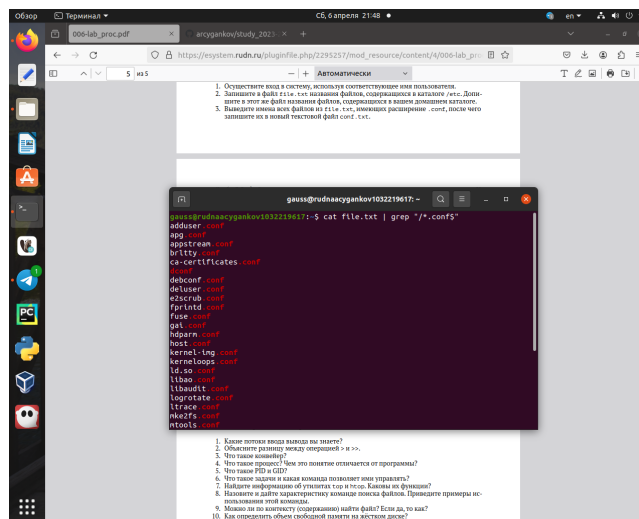 Обзор
Терминал
Сб, 6 апреля 21:48
en
006-lab_proc.pdf
arcygankov/study_2023
https://esystem.rudn.ru/pluginfile.php/2295257/mod_resource/content/4/006-lab_pro
5 из 5
Автоматически
1. Осуществите вход в систему, используя соответствующее имя пользователя.
2. Запишите в файл file.txt названия файлов, содержащихся в каталоге /etc. Допи-
шите в этот же файл названия файлов, содержащихся в вашем домашнем каталоге.
3. Выведите имена всех файлов из file.txt, имеющих расширение .conf, после чего
запишите их в новый текстовой файл conf.txt.
gauss@rudnaacygankov1032219617: ~
gauss@rudnaacygankov1032219617:~$ cat file.txt | grep "/*.conf$"
adduser.conf
apg.conf
appstream.conf
brltty.conf
ca-certificates.conf
dconf
debconf.conf
deluser.conf
e2scrub.conf
fprintd.conf
fuse.conf
gai.conf
hdparm.conf
host.conf
kernel-img.conf
kerneloops.conf
ld.so.conf
libao.conf
libaudit.conf
logrotate.conf
ltrace.conf
mke2fs.conf
mtools.conf
1. Какие потоки ввода вывода вы знаете?
2. Объясните разницу между операцией > и >>.
3. Что такое конвейер?
4. Что такое процесс? Чем это понятие отличается от программы?
5. Что такое PID и GID?
6. Что такое задачи и какая команда позволяет ими управлять?
7. Найдите информацию об утилитах top и htop. Каковы их функции?
8. Назовите и дайте характеристику команде поиска файлов. Приведите примеры ис-
пользования этой команды.
9. Можно ли по контексту (содержанию) найти файл? Если да, то как?
10. Как определить объем свободной памяти на жёстком диске?